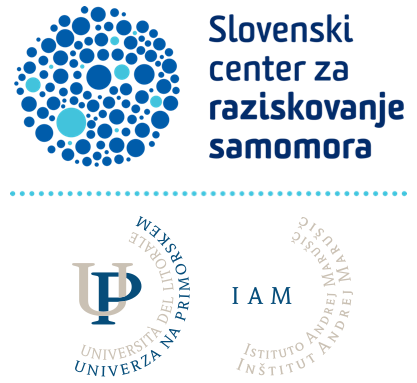 Slovenski
center za
raziskovanje
samomora
UP
UNIVERSITÀ DEL LITORALE
UNIVERZA NA PRIMORSKEM
IAM
ISTITUTO ANDREJ MARUŠIČ
INŠTITUT ANDREJ MARUŠIČ